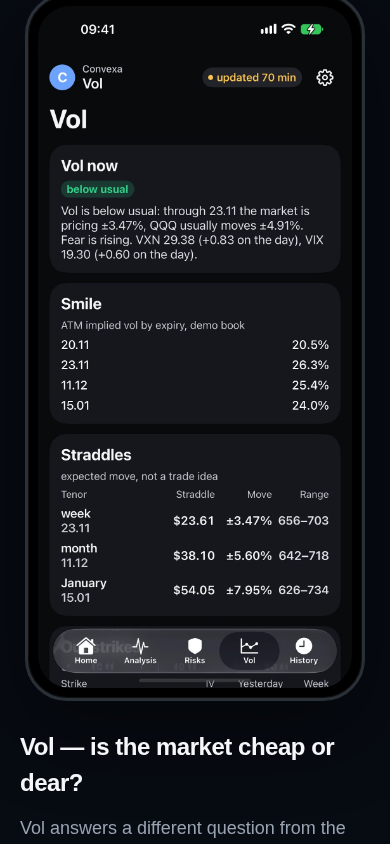 09:41
C
Convexa
Vol
updated 70 min
Vol
Vol now
below usual
Vol is below usual: through 23.11 the market is
pricing ±3.47%, QQQ usually moves ±4.91%.
Fear is rising. VXN 29.38 (+0.83 on the day), VIX
19.30 (+0.60 on the day).
Smile
ATM implied vol by expiry, demo book
20.11 20.5%
23.11 26.3%
11.12 25.4%
15.01 24.0%
Straddles
expected move, not a trade idea
Tenor Straddle Move Range
week
23.11 $23.61 ±3.47% 656–703
month
11.12 $38.10 ±5.60% 642–718
January
15.01 $54.05 ±7.95% 626–734
Home Analysis Risks Vol History
Strike IV Yesterday Week
Vol — is the market cheap or
dear?
Vol answers a different question from the